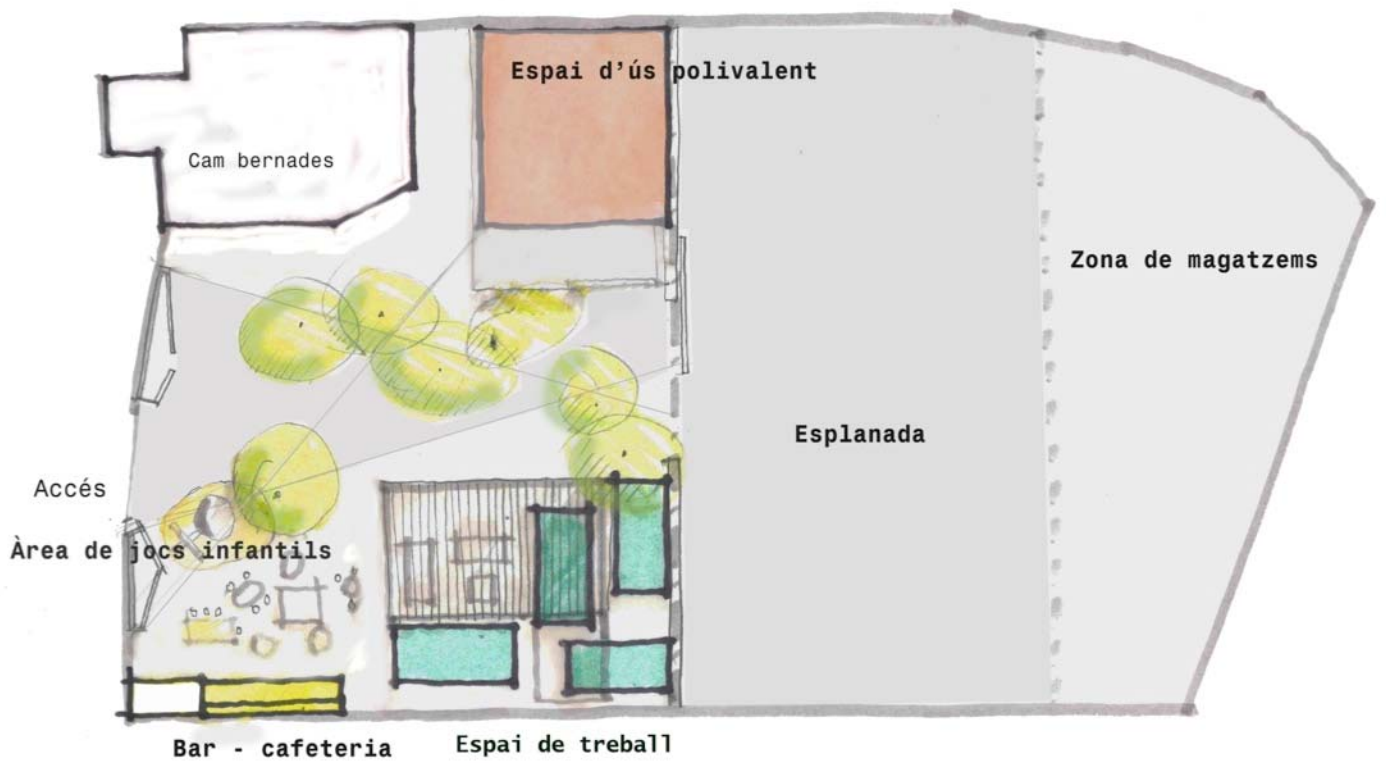 Espai d'ús polivalent
Cam bernades
Zona de magatzems
Esplanada
Accés
Àrea de jocs infantils
Bar - cafeteria
Espai de treball